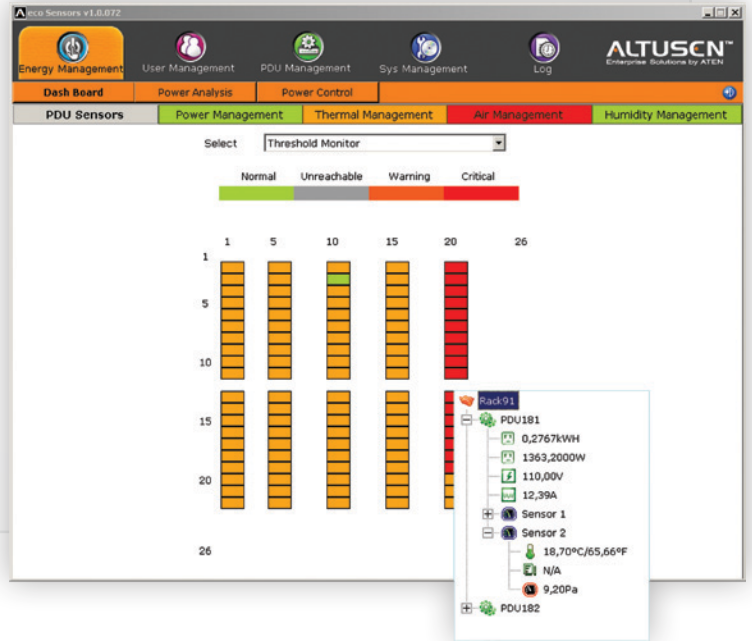 eco Sensors v1.0.072
Energy Management User Management PDU Management Sys Management Log
ALTUSEN™
Enterprise Solutions by ATEN
Dash Board Power Analysis Power Control
PDU Sensors Power Management Thermal Management Air Management Humidity Management
Select Threshold Monitor
Normal Unreachable Warning Critical
1 5 10 15 20 26
1
5
10
15
20
26
Rack91
PDU181
0,2767kWH
1363,2000W
110,00V
12,39A
Sensor 1
Sensor 2
18,70ºC/65,66ºF
N/A
9,20Pa
PDU182